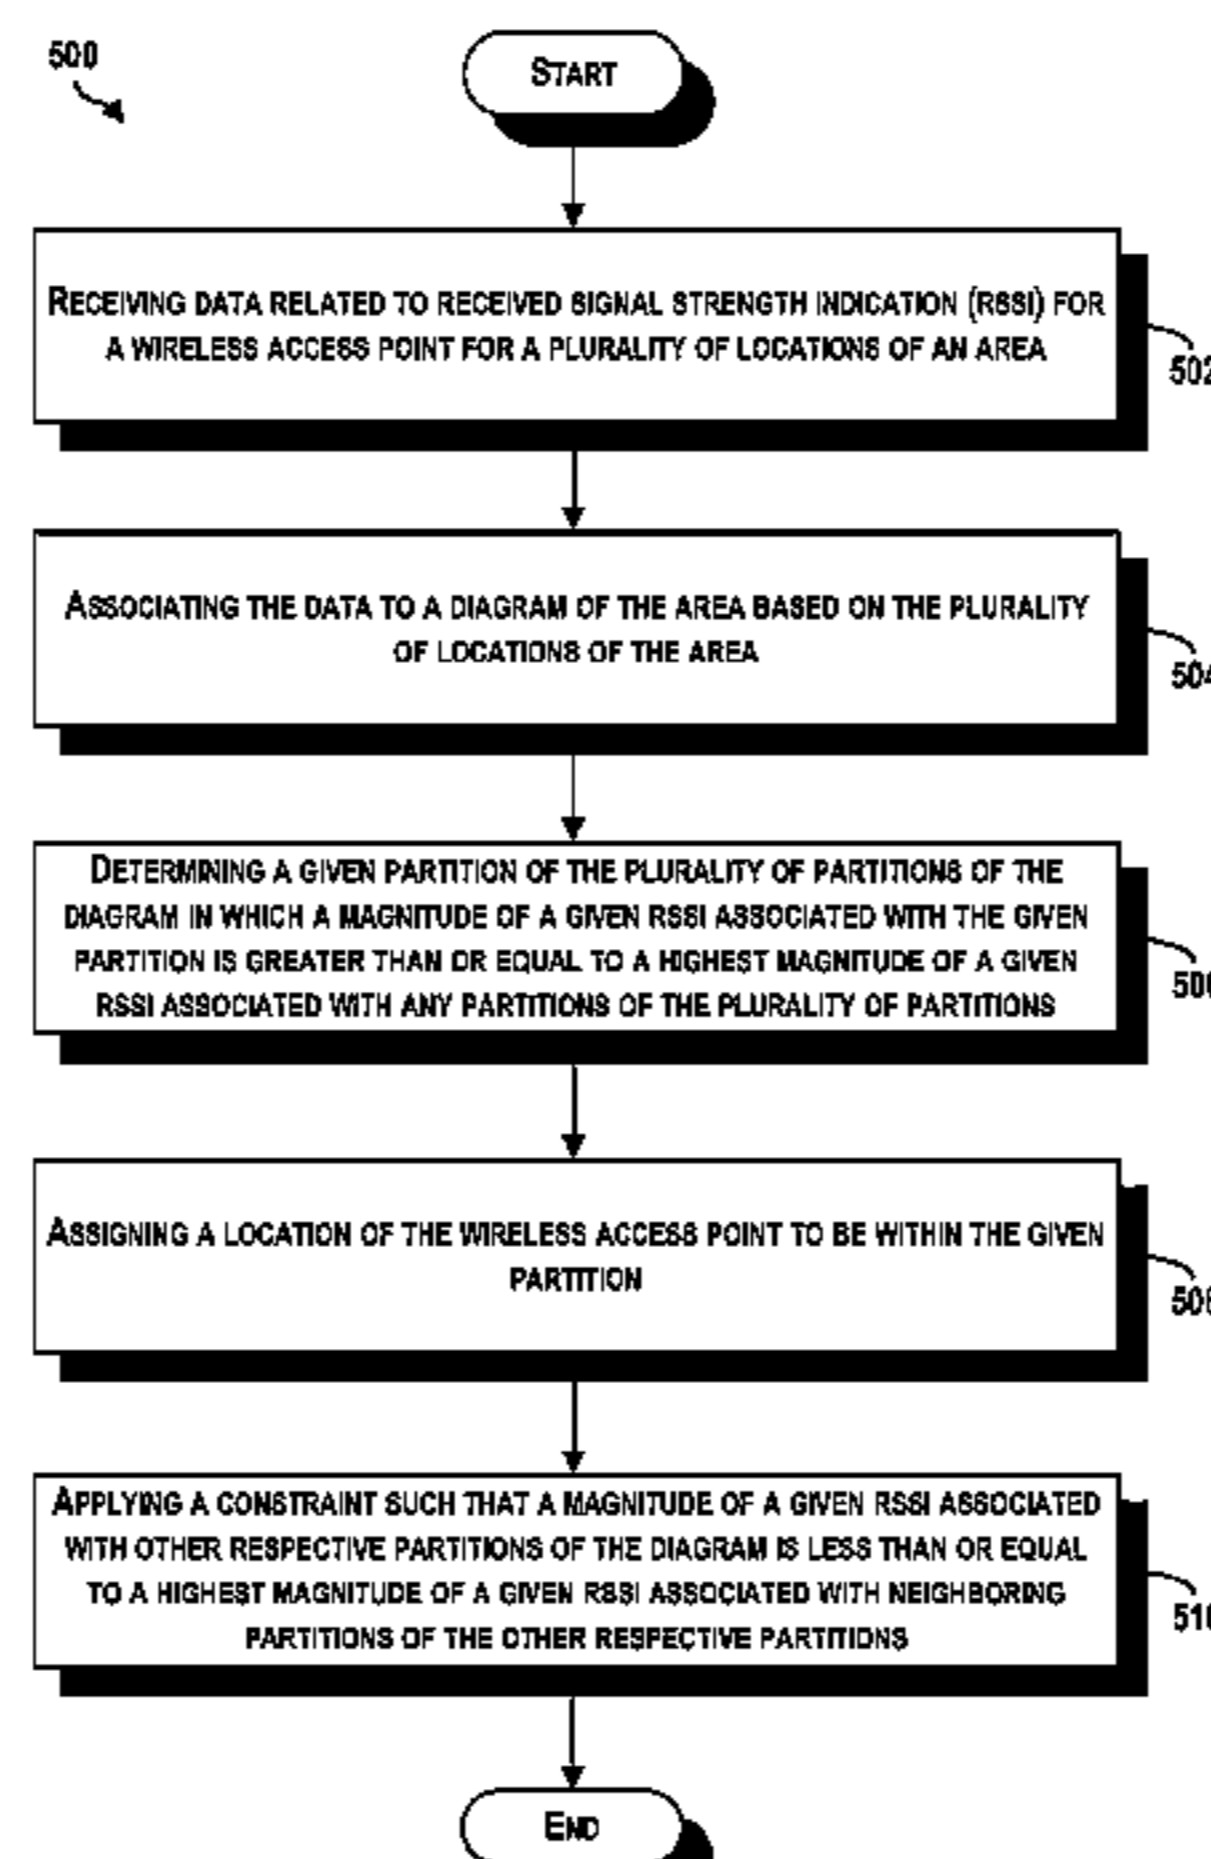 500
START
RECEIVING DATA RELATED TO RECEIVED SIGNAL STRENGTH INDICATION (RSSI) FOR
A WIRELESS ACCESS POINT FOR A PLURALITY OF LOCATIONS OF AN AREA
502
ASSOCIATING THE DATA TO A DIAGRAM OF THE AREA BASED ON THE PLURALITY
OF LOCATIONS OF THE AREA
504
DETERMINING A GIVEN PARTITION OF THE PLURALITY OF PARTITIONS OF THE
DIAGRAM IN WHICH A MAGNITUDE OF A GIVEN RSSI ASSOCIATED WITH THE GIVEN
PARTITION IS GREATER THAN OR EQUAL TO A HIGHEST MAGNITUDE OF A GIVEN
RSSI ASSOCIATED WITH ANY PARTITIONS OF THE PLURALITY OF PARTITIONS
506
ASSIGNING A LOCATION OF THE WIRELESS ACCESS POINT TO BE WITHIN THE GIVEN
PARTITION
508
APPLYING A CONSTRAINT SUCH THAT A MAGNITUDE OF A GIVEN RSSI ASSOCIATED
WITH OTHER RESPECTIVE PARTITIONS OF THE DIAGRAM IS LESS THAN OR EQUAL
TO A HIGHEST MAGNITUDE OF A GIVEN RSSI ASSOCIATED WITH NEIGHBORING
PARTITIONS OF THE OTHER RESPECTIVE PARTITIONS
510
END